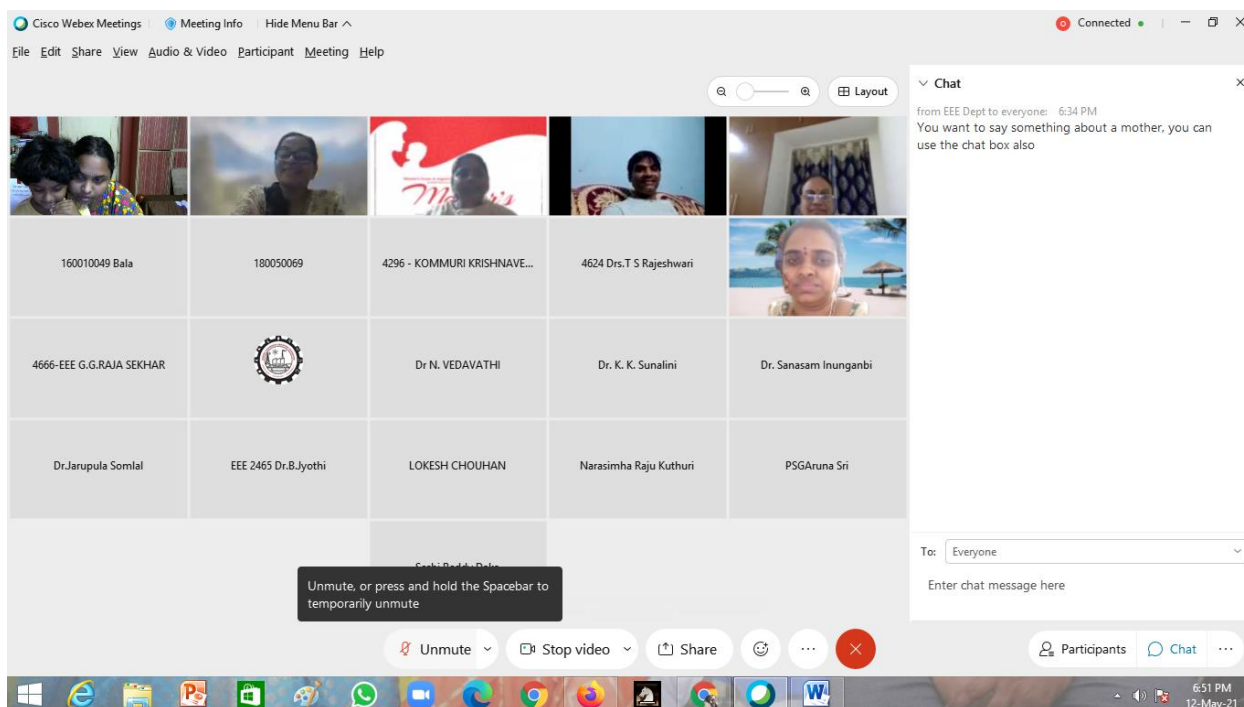 Cisco Webex Meetings
Meeting Info
Hide Menu Bar
Connected
File Edit Share View Audio & Video Participant Meeting Help
Layout
Chat
from EEE Dept to everyone: 6:34 PM
You want to say something about a mother, you can
use the chat box also
160010049 Bala
180050069
4296 - KOMMURI KRISHNAVE...
4624 Drs.T S Rajeshwari
4666-EEE G.G.RAJA SEKHAR
Dr N. VEDAVATHI
Dr. K. K. Sunalini
Dr. Sanasam Inunganbi
Dr.Jarupula Somlal
EEE 2465 Dr.B.Jyothi
LOKESH CHOUHAN
Narasimha Raju Kuthuri
PSGAruna Sri
Unmute, or press and hold the Spacebar to
temporarily unmute
To: Everyone
Enter chat message here
Unmute
Stop video
Share
Participants
Chat
6:51 PM
12-May-21